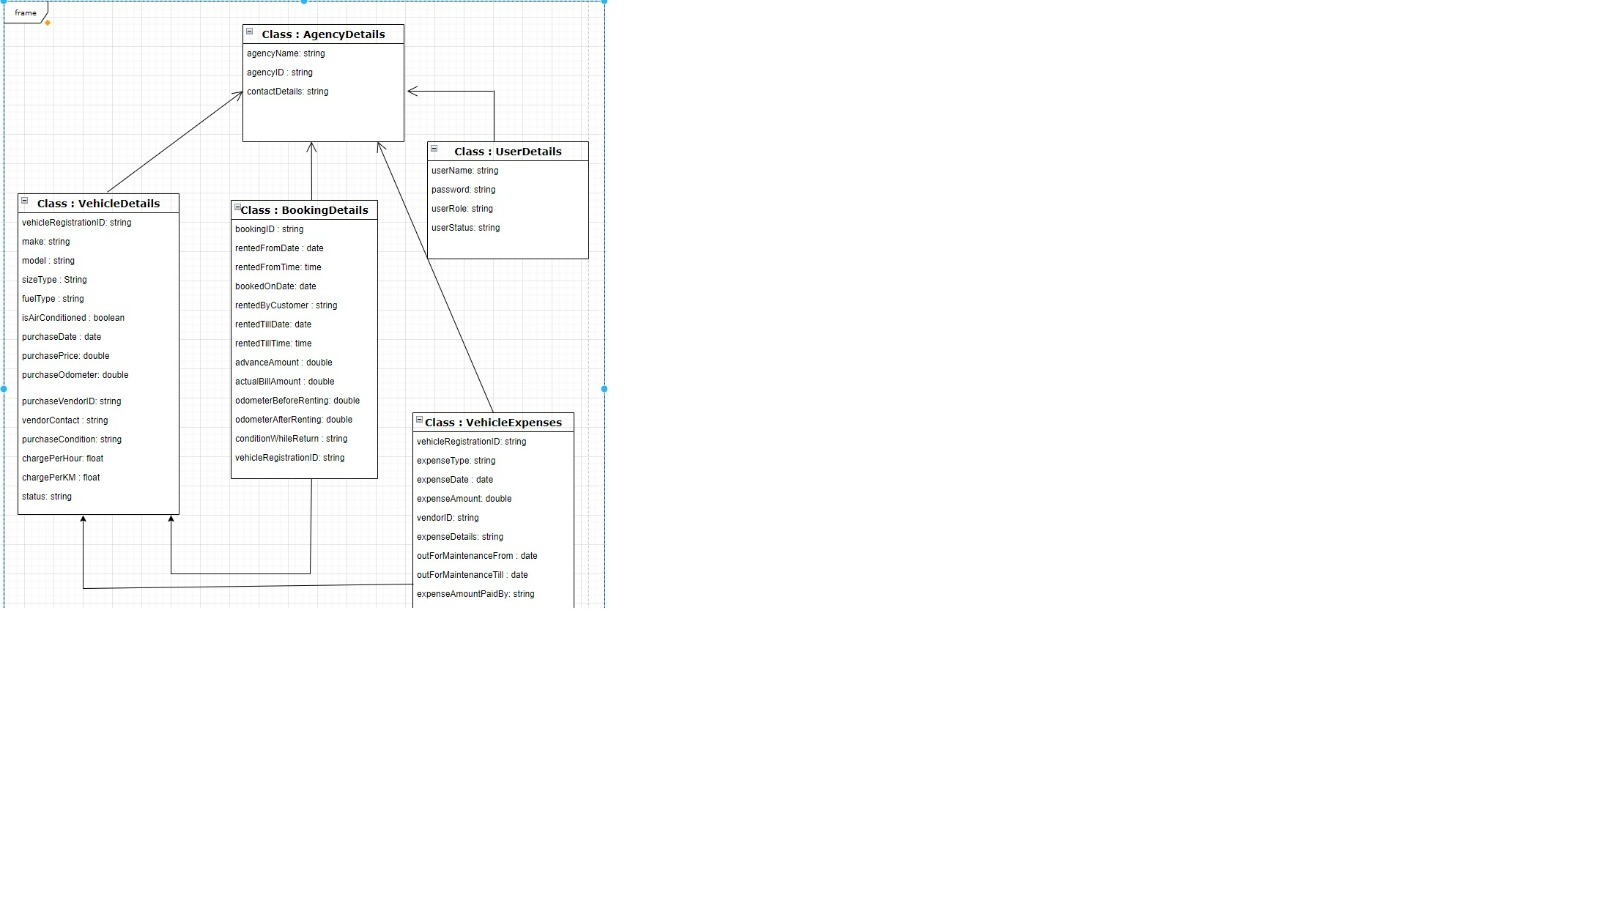 frame
Class : AgencyDetails
agencyName: string
agencyID : string
contactDetails: string
Class : UserDetails
userName: string
password: string
userRole: string
userStatus: string
Class : VehicleDetails
vehicleRegistrationID: string
make: string
model : string
sizeType : String
fuelType : string
isAirConditioned : boolean
purchaseDate : date
purchasePrice: double
purchaseOdometer: double
purchaseVendorID: string
vendorContact : string
purchaseCondition: string
chargePerHour: float
chargePerKM : float
status: string
Class : BookingDetails
bookingID : string
rentedFromDate : date
rentedFromTime: time
bookedOnDate: date
rentedByCustomer : string
rentedTillDate: date
rentedTillTime: time
advanceAmount : double
actualBillAmount : double
odometerBeforeRenting: double
odometerAfterRenting: double
conditionWhileReturn : string
vehicleRegistrationID: string
Class : VehicleExpenses
vehicleRegistrationID: string
expenseType: string
expenseDate : date
expenseAmount: double
vendorID: string
expenseDetails: string
outForMaintenanceFrom : date
outForMaintenanceTill : date
expenseAmountPaidBy: string